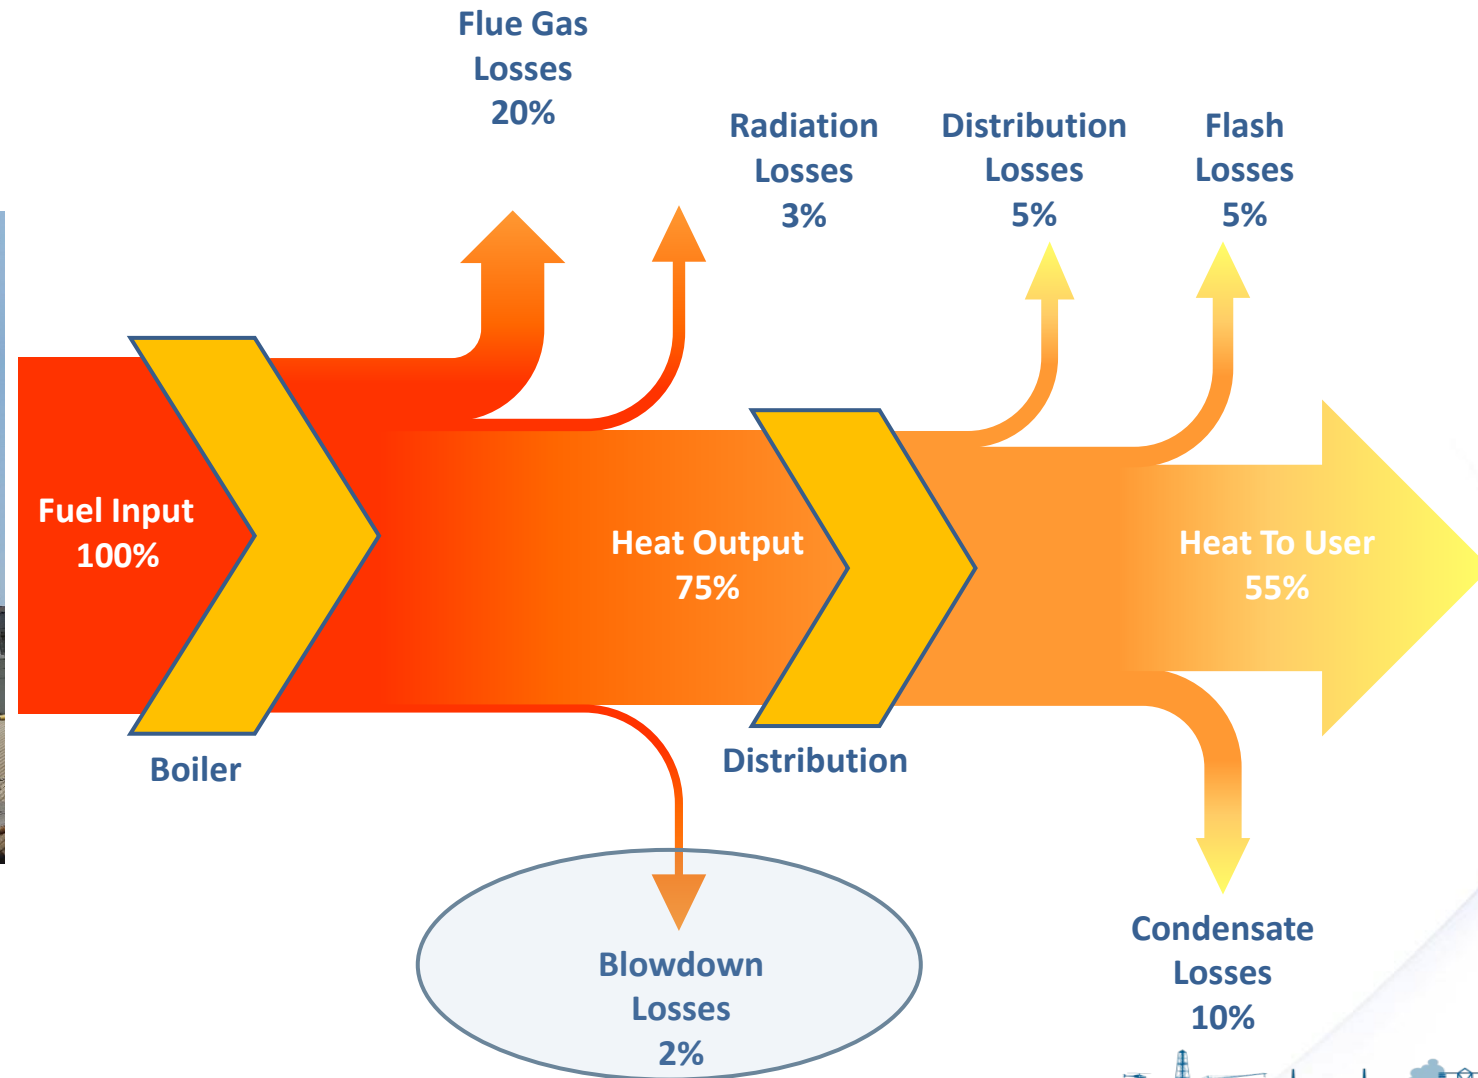 Flue Gas
Losses
20%
Radiation
Losses
3%
Distribution
Losses
5%
Flash
Losses
5%
Fuel Input
100%
Heat Output
75%
Heat To User
55%
Boiler
Distribution
Blowdown
Losses
2%
Condensate
Losses
10%